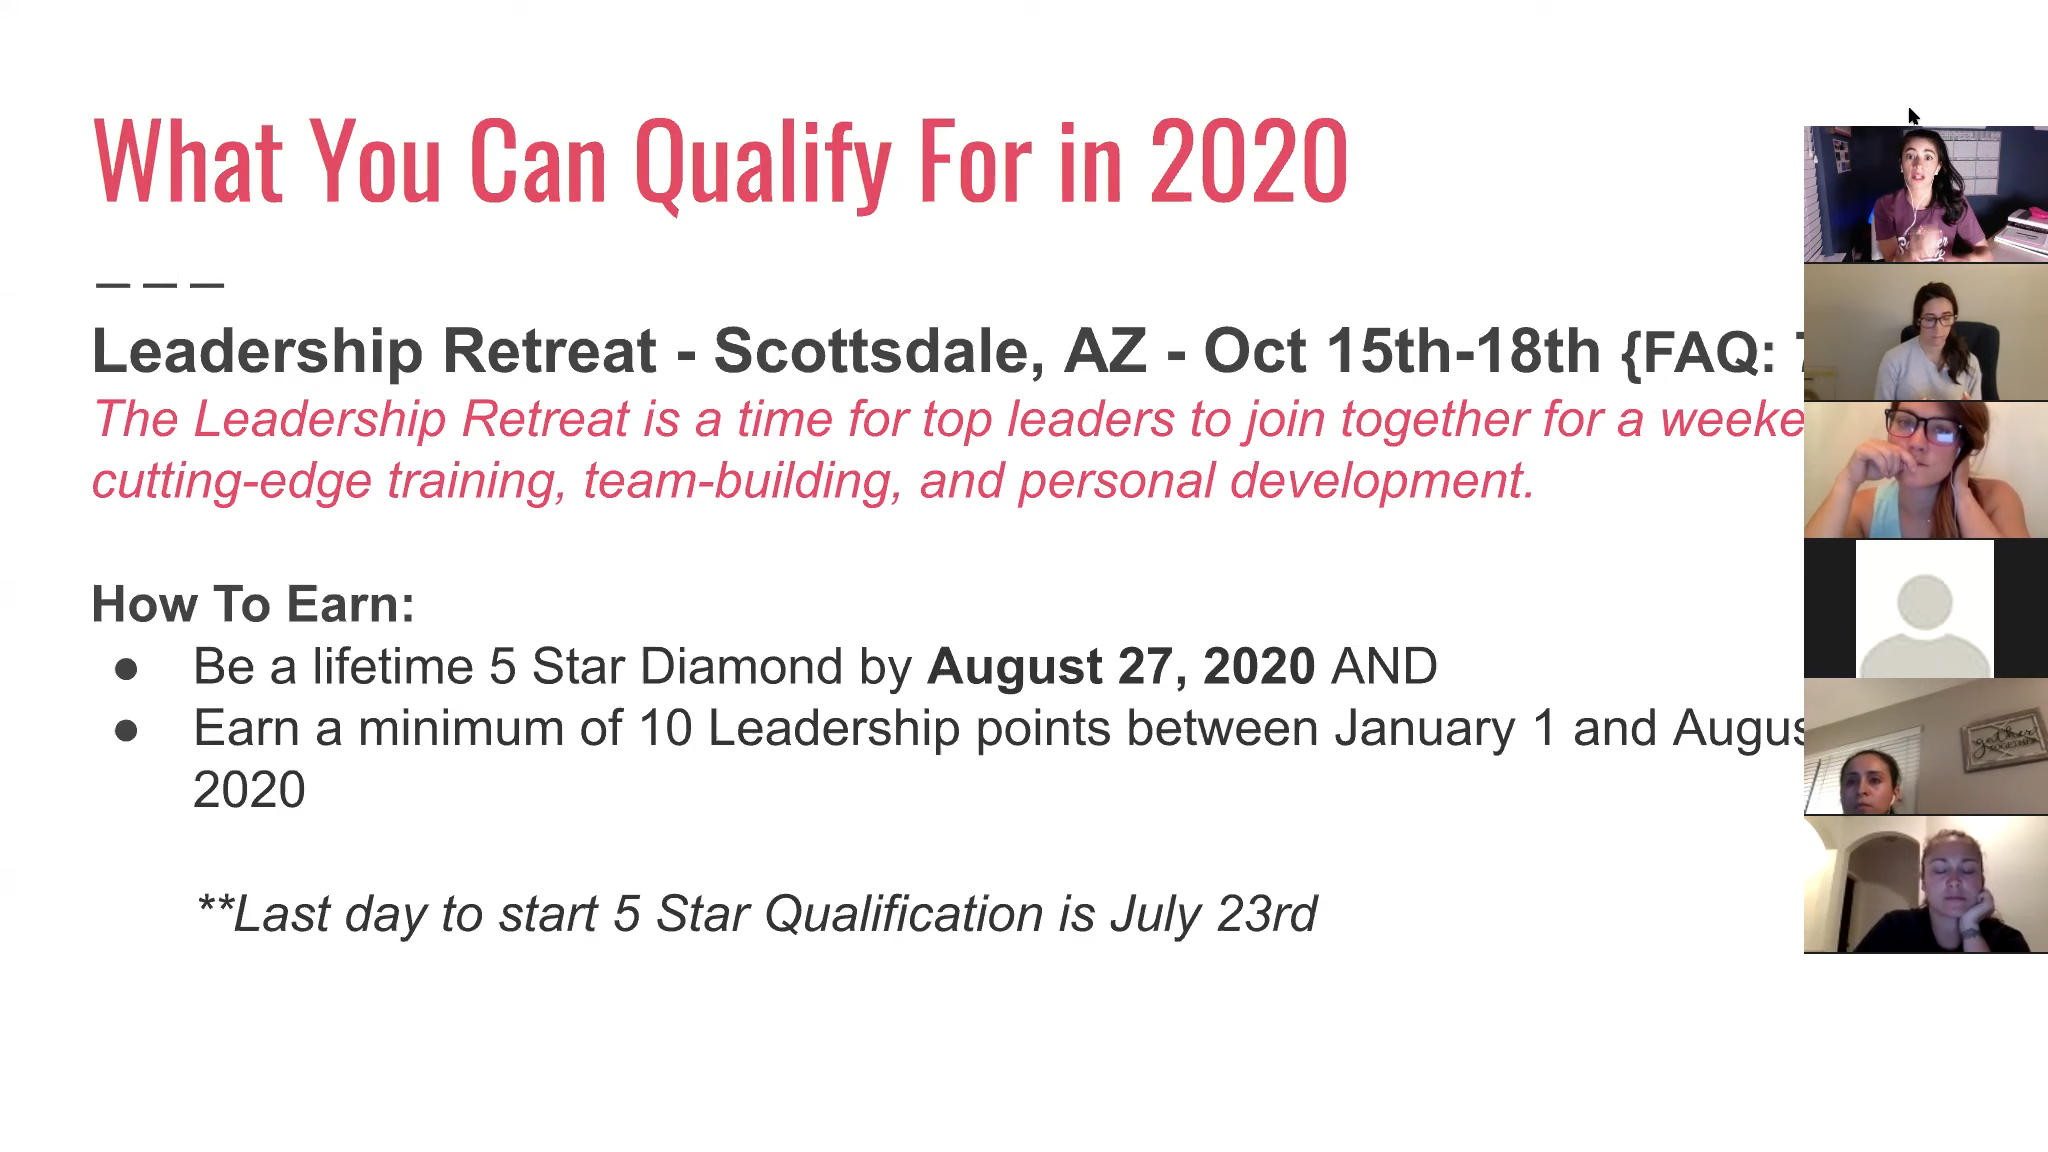 What You Can Qualify For in 2020
Leadership Retreat - Scottsdale, AZ - Oct 15th-18th {FAQ:
The Leadership Retreat is a time for top leaders to join together for a
cutting-edge training, team-building, and personal development.
How To Earn:
● Be a lifetime 5 Star Diamond by August 27, 2020 AND
● Earn a minimum of 10 Leadership points between January 1 and
2020
**Last day to start 5 Star Qualification is July 23rd
gather
TOGETHER